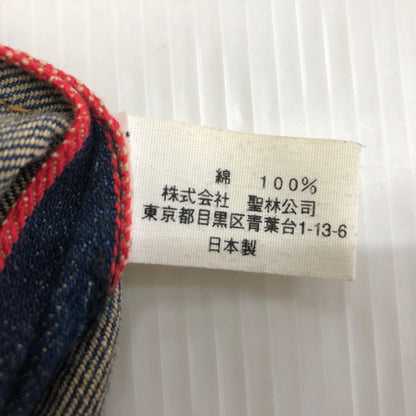 綿 100%
株式会社 聖林公司
東京都目黒区青葉台1-13-6
日本製